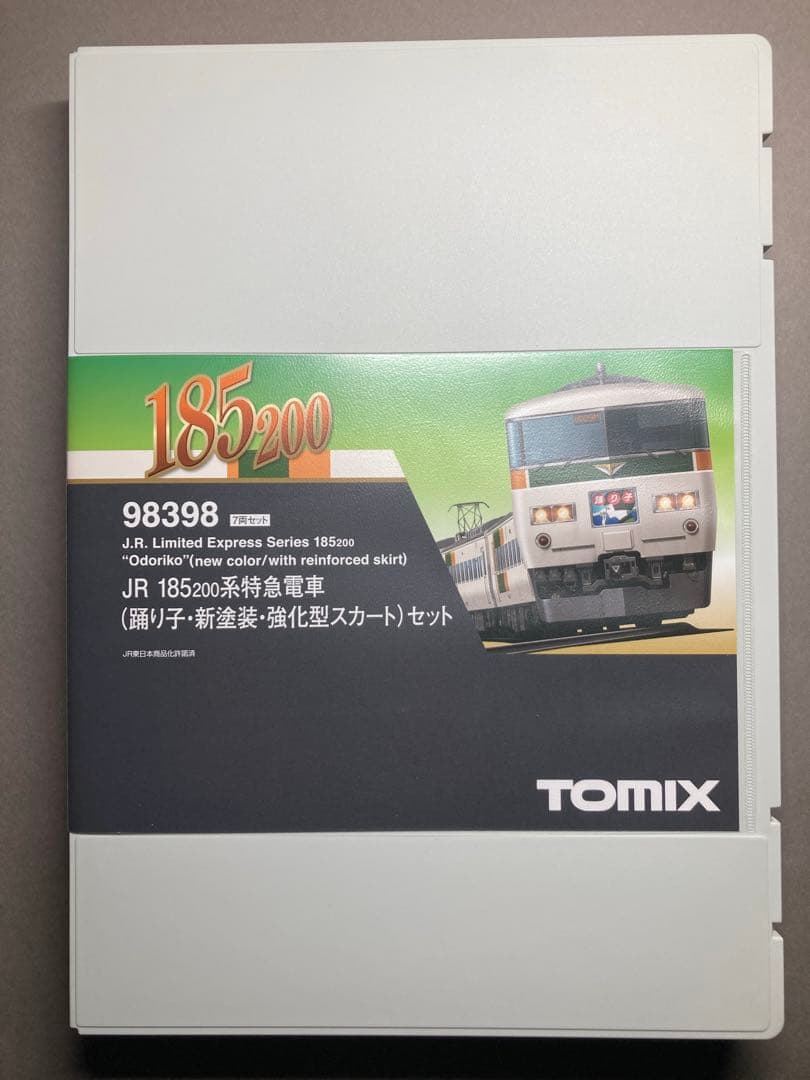 185200
98398 7両セット
J.R. Limited Express Series 185200
"Odoriko"(new color/with reinforced skirt)
JR 185200系特急電車
(踊り子・新塗装・強化型スカート)セット
JR東日本商品化許諾済
踊り子
TOMIX